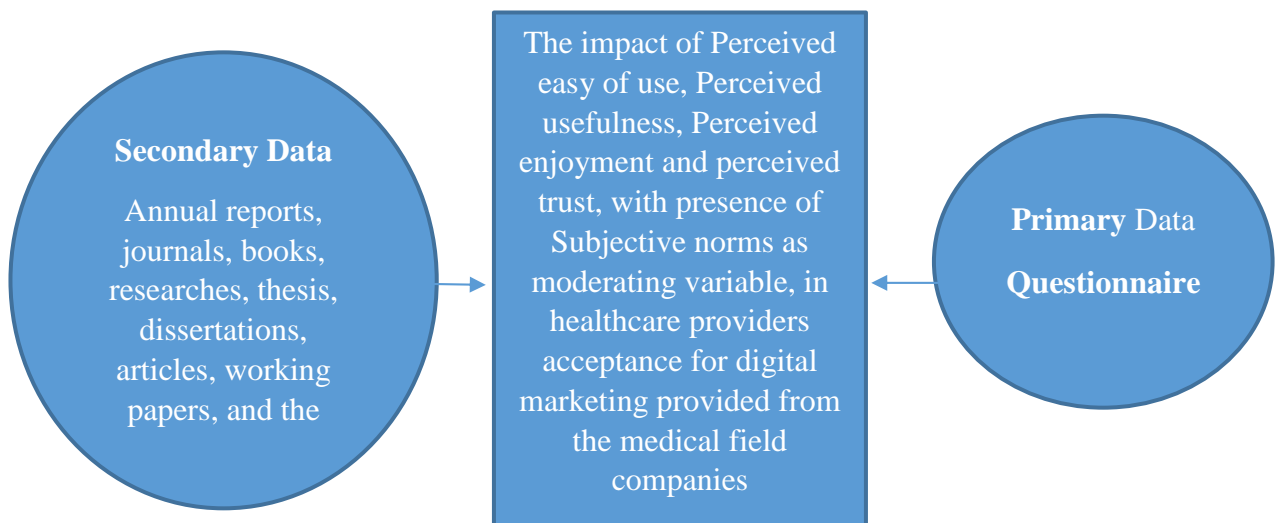 Secondary Data
Annual reports,
journals, books,
researches, thesis,
dissertations,
articles, working
papers, and the
The impact of Perceived
easy of use, Perceived
usefulness, Perceived
enjoyment and perceived
trust, with presence of
Subjective norms as
moderating variable, in
healthcare providers
acceptance for digital
marketing provided from
the medical field
companies
Primary Data
Questionnaire